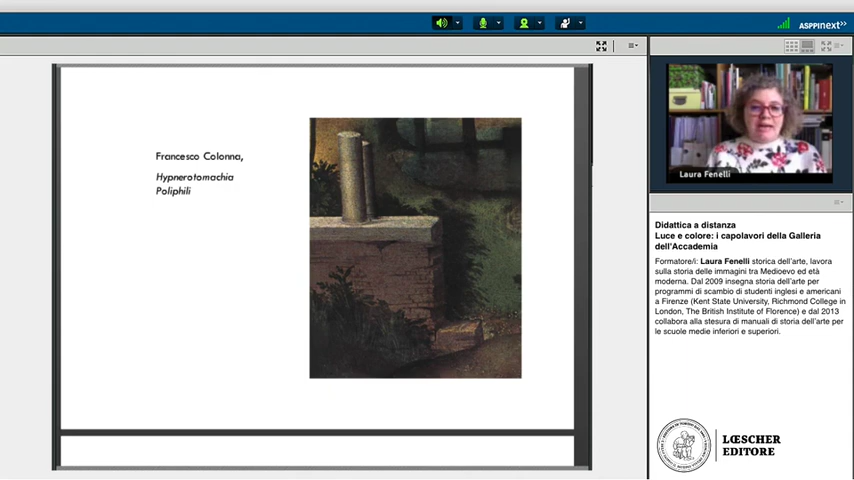 ASPPInext>>
Francesco Colonna,
Hypnerotomachia
Poliphili
Laura Fenelli
Didattica a distanza
Luce e colore: i capolavori della Galleria
dell'Accademia
Formatore/i: Laura Fenelli storica dell'arte, lavora
sulla storia delle immagini tra Medioevo ed età
moderna. Dal 2009 insegna storia dell'arte per
programmi di scambio di studenti inglesi e americani
a Firenze (Kent State University, Richmond College in
London, The British Institute of Florence) e dal 2013
collabora alla stesura di manuali di storia dell'arte per
le scuole medie inferiori e superiori.
LŒSCHER
EDITORE